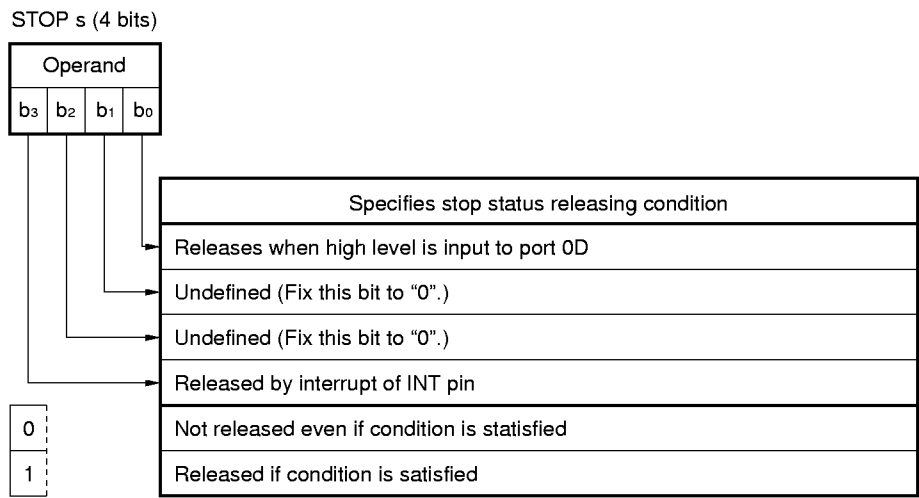 STOP s (4 bits)
Operand
b3 b2 b1 b0
Specifies stop status releasing condition
Releases when high level is input to port 0D
Undefined (Fix this bit to “0”.)
Undefined (Fix this bit to “0”.)
Released by interrupt of INT pin
0 Not released even if condition is statisfied
1 Released if condition is satisfied